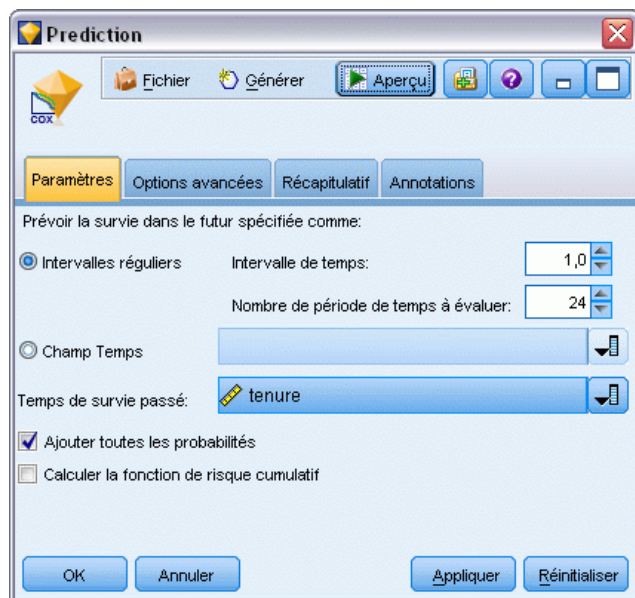 Prediction
Fichier Générer Aperçu
COX
Paramètres Options avancées Récapitulatif Annotations
Prévoir la survie dans le futur spécifiée comme:
Intervalles réguliers Intervalle de temps: 1,0
Nombre de période de temps à évaluer: 24
Champ Temps
Temps de survie passé: tenure
Ajouter toutes les probabilités
Calculer la fonction de risque cumulatif
OK Annuler Appliquer Réinitialiser